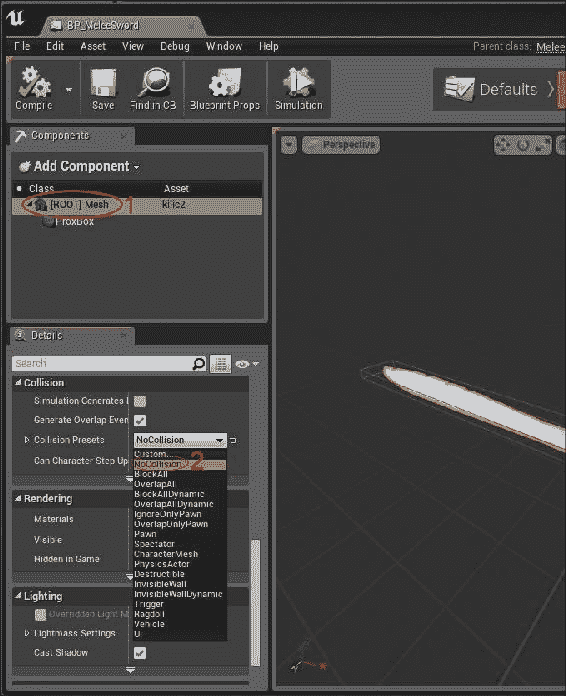 BP_MeleeSword
File Edit Asset View Debug Window Help
Parent class: Melee
Compile Save Find in CB Blueprint Props Simulation
Defaults
Components
Add Component
Class Asset
[ROOT] Mesh 1
ProxBox
Perspective
Details
Search
Collision
Simulation Generates
Generate Overlap Even
Collision Presets NoCollision
Can Character Step Up
Custom...
NoCollision 2
BlockAll
OverlapAll
BlockAllDynamic
OverlapAllDynamic
IgnoreOnlyPawn
OverlapOnlyPawn
Pawn
Spectator
CharacterMesh
PhysicsActor
Destructible
InvisibleWall
InvisibleWallDynamic
Trigger
Ragdoll
Vehicle
UI
Rendering
Materials
Visible
Hidden in Game
Lighting
Overridden Light M
Lightmass Settings
Cast Shadow